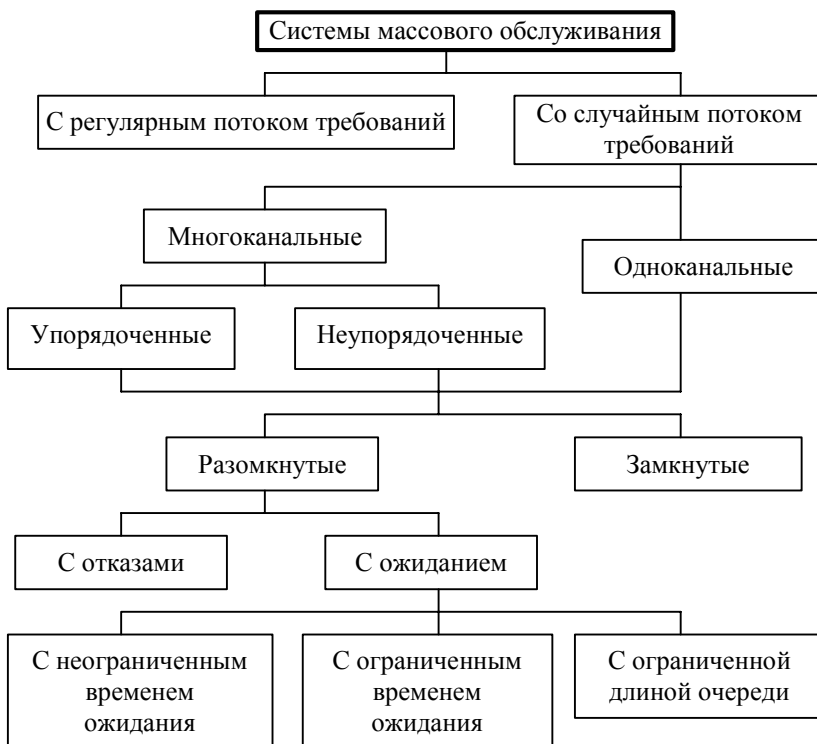 Системы массового обслуживания
С регулярным потоком требований
Со случайным потоком
требований
Многоканальные
Одноканальные
Упорядоченные
Неупорядоченные
Разомкнутые
Замкнутые
С отказами
С ожиданием
С неограниченным
временем
ожидания
С ограниченным
временем
ожидания
С ограниченной
длиной очереди